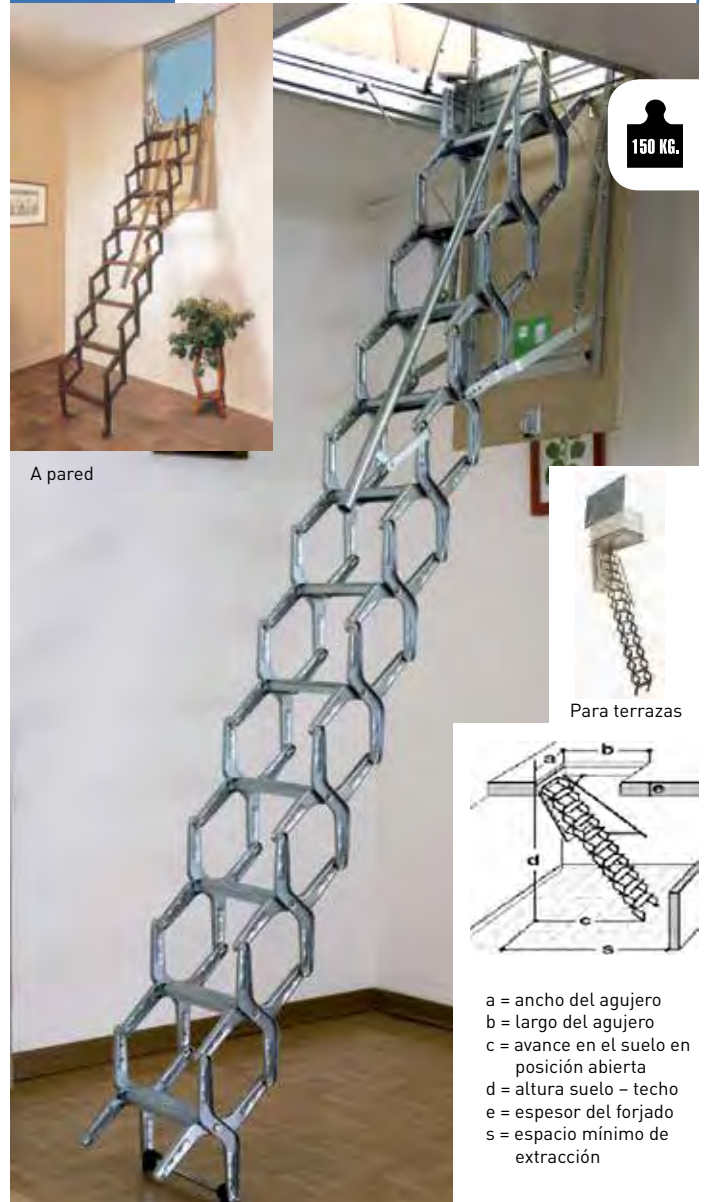 150 KG.
A pared
Para terrazas
a
b
e
d
c
s
a = ancho del agujero
b = largo del agujero
c = avance en el suelo en
posición abierta
d = altura suelo – techo
e = espesor del forjado
s = espacio mínimo de
extracción